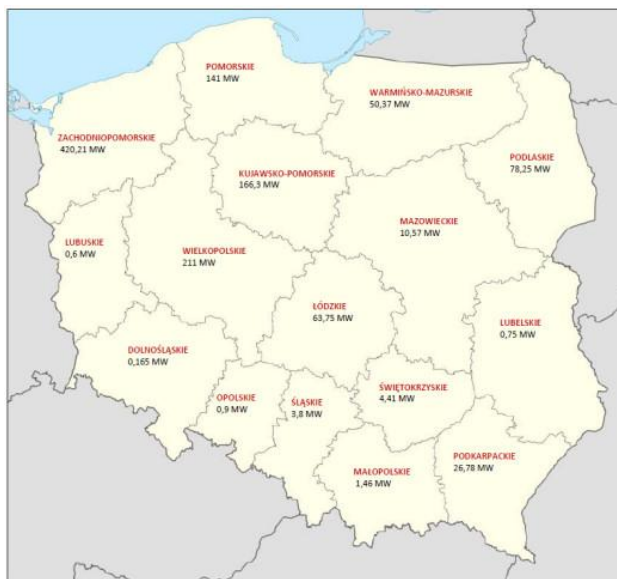 POMORSKIE
141 MW
WARMIŃSKO-MAZURSKIE
50,37 MW
ZACHODNIOPOMORSKIE
420,21 MW
KUJAWSKO-POMORSKIE
166,3 MW
PODLASKIE
78,25 MW
MAZOWIECKIE
10,57 MW
LUBUSKIE
0,6 MW
WIELKOPOLSKIE
211 MW
ŁÓDZKIE
63,75 MW
LUBELSKIE
0,75 MW
DOLNOŚLĄSKIE
0,165 MW
OPOLSKIE
0,9 MW
ŚLĄSKIE
3,8 MW
ŚWIĘTOKRZYSKIE
4,41 MW
MAŁOPOLSKIE
1,46 MW
PODKARPACKIE
26,78 MW